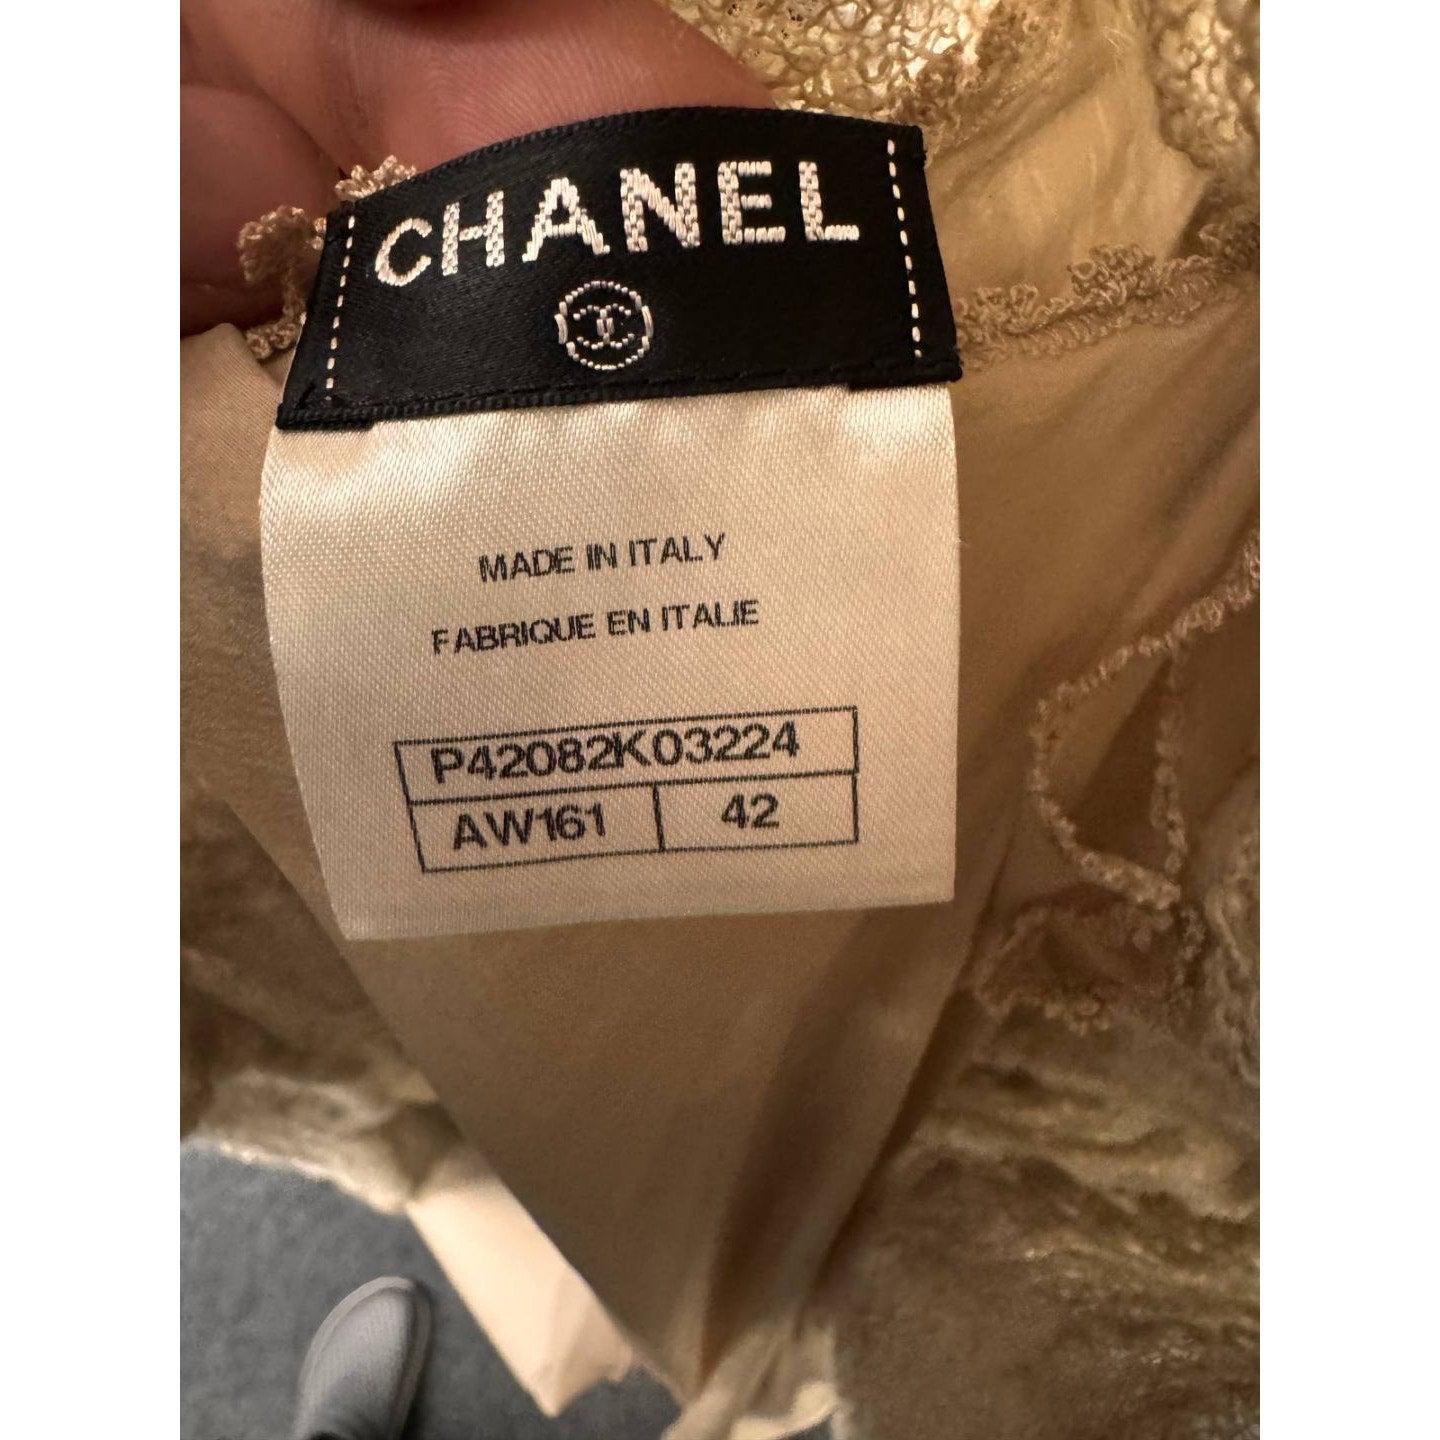 CHANEL
MADE IN ITALY
FABRIQUE EN ITALIE
P42082K03224
AW161 42